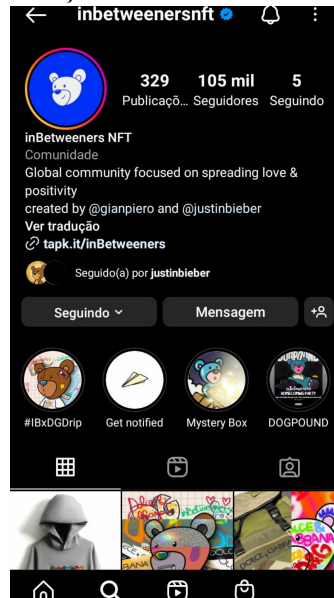 inbetweenersnft
329 105 mil 5
Publicaçõ... Seguidores Seguindo
inBetweeners NFT
Comunidade
Global community focused on spreading love &
positivity
created by @gianpiero and @justinbieber
Ver tradução
tapk.it/inBetweeners
Seguido(a) por justinbieber
Seguindo Mensagem
#IBxDGDrip Get notified Mystery Box DOGPOUND